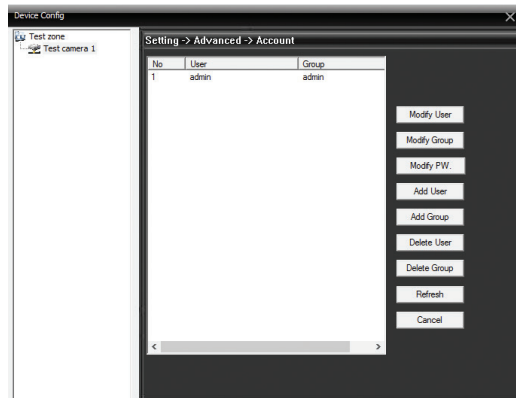 Device Config
Test zone
Test camera 1
Setting -> Advanced -> Account
No User Group
1 admin admin
Modify User
Modify Group
Modify PW.
Add User
Add Group
Delete User
Delete Group
Refresh
Cancel